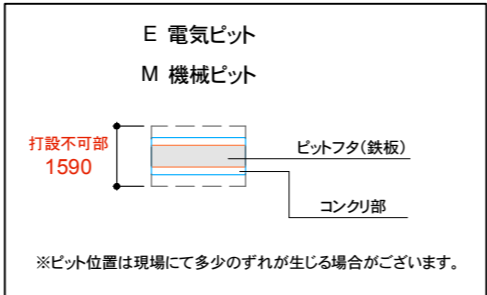 E 電気ピット
M 機械ピット
打設不可部
1590
ピットフタ(鉄板)
コンクリ部
※ピット位置は現場にて多少のずれが生じる場合がございます。